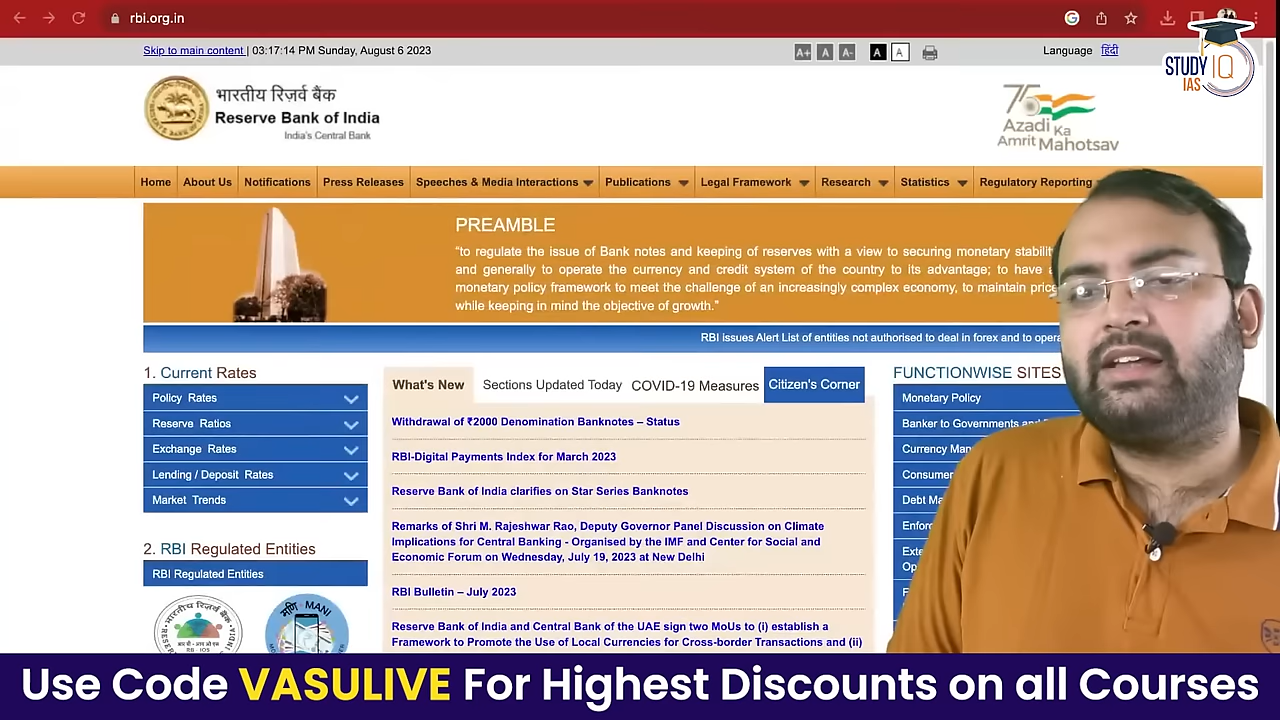 rbi.org.in
Skip to main content | 03:17:14 PM Sunday, August 6 2023
A+ A A- A A
Language हिंदी
STUDY IQ
IAS
भारतीय रिज़र्व बैंक
Reserve Bank of India
India's Central Bank
75
Azadi Ka
Amrit Mahotsav
Home About Us Notifications Press Releases Speeches & Media Interactions Publications Legal Framework Research Statistics Regulatory Reporting
PREAMBLE
“to regulate the issue of Bank notes and keeping of reserves with a view to securing monetary stability
and generally to operate the currency and credit system of the country to its advantage; to have a
monetary policy framework to meet the challenge of an increasingly complex economy, to maintain price
while keeping in mind the objective of growth.”
RBI issues Alert List of entities not authorised to deal in forex and to opera
1. Current Rates
Policy Rates
Reserve Ratios
Exchange Rates
Lending / Deposit Rates
Market Trends
2. RBI Regulated Entities
RBI Regulated Entities
मणि MANI
What's New Sections Updated Today COVID-19 Measures Citizen's Corner
Withdrawal of ₹2000 Denomination Banknotes – Status
RBI-Digital Payments Index for March 2023
Reserve Bank of India clarifies on Star Series Banknotes
Remarks of Shri M. Rajeshwar Rao, Deputy Governor Panel Discussion on Climate
Implications for Central Banking - Organised by the IMF and Center for Social and
Economic Forum on Wednesday, July 19, 2023 at New Delhi
RBI Bulletin – July 2023
Reserve Bank of India and Central Bank of the UAE sign two MoUs to (i) establish a
Framework to Promote the Use of Local Currencies for Cross-border Transactions and (ii)
FUNCTIONWISE SITES
Monetary Policy
Banker to Governments and
Currency Man
Consume
Debt Ma
Enforc
Exte
Op
F
Use Code VASULIVE For Highest Discounts on all Courses